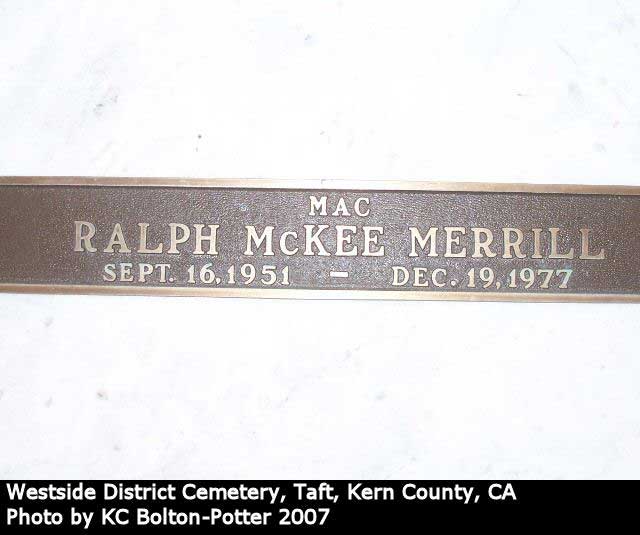 MAC
RALPH McKEE MERRILL
SEPT. 16, 1951 – DEC. 19, 1977
Westside District Cemetery, Taft, Kern County, CA
Photo by KC Bolton-Potter 2007